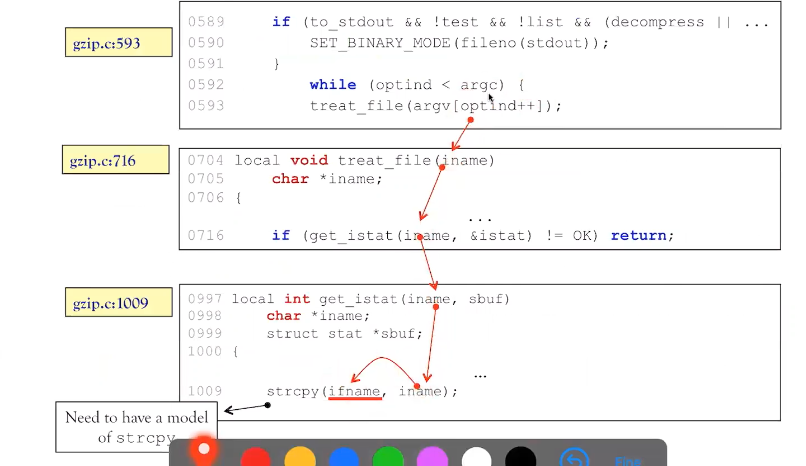 gzip.c:593
0589 if (to_stdout && !test && !list && (decompress || ...
0590 SET_BINARY_MODE(fileno(stdout));
0591 }
0592 while (optind < argc) {
0593 treat_file(argv[optind++]);
gzip.c:716
0704 local void treat_file(iname)
0705 char *iname;
0706 {
...
0716 if (get_istat(iname, &istat) != OK) return;
gzip.c:1009
0997 local int get_istat(iname, sbuf)
0998 char *iname;
0999 struct stat *sbuf;
1000 {
...
1009 strcpy(ifname, iname);
Need to have a model
of strcpy